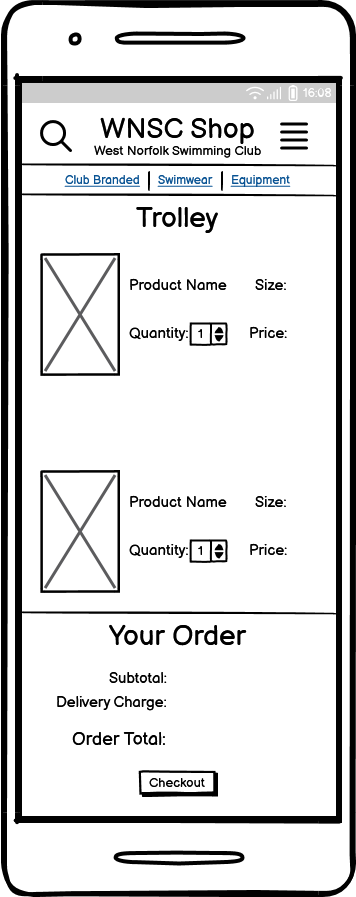 16:08
WNSC Shop
West Norfolk Swimming Club
Club Branded | Swimwear | Equipment
Trolley
Product Name Size:
Quantity: 1 Price:
Product Name Size:
Quantity: 1 Price:
Your Order
Subtotal:
Delivery Charge:
Order Total:
Checkout